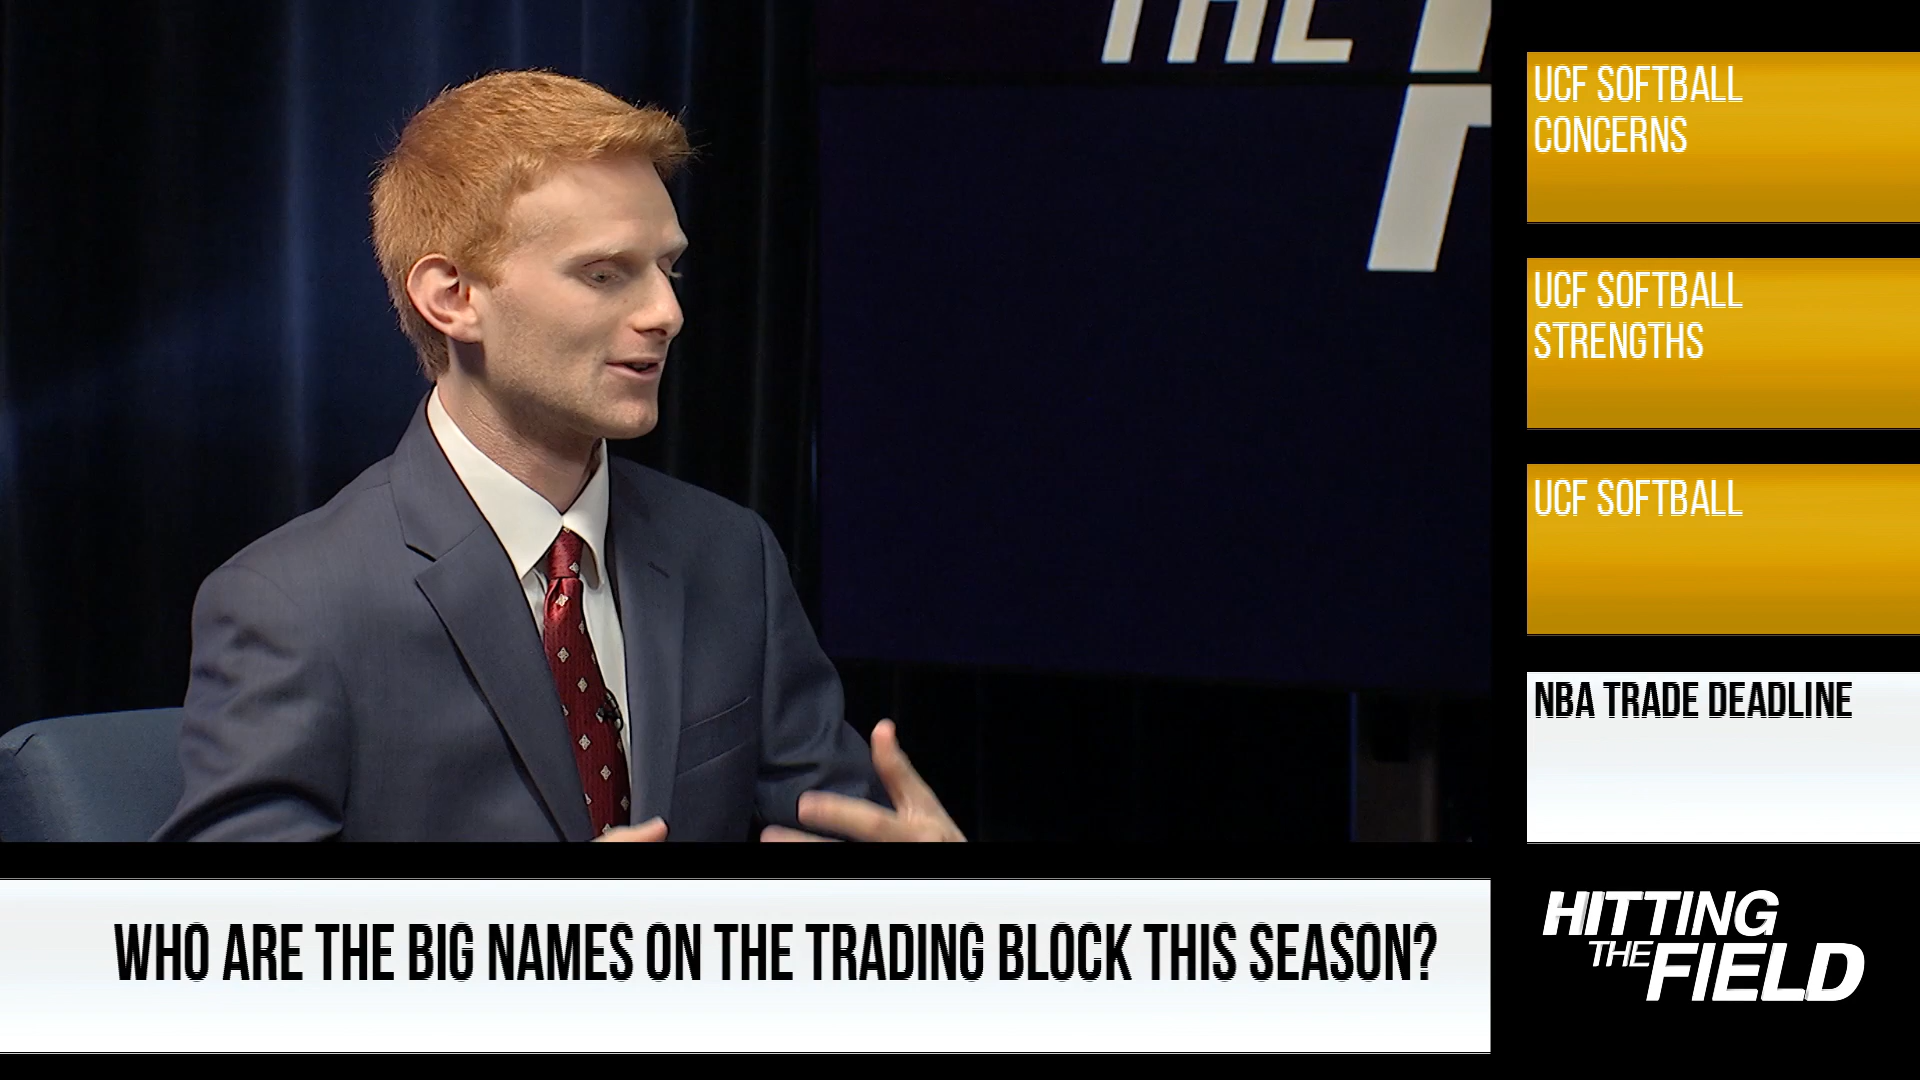 THE
UCF SOFTBALL
CONCERNS
UCF SOFTBALL
STRENGTHS
UCF SOFTBALL
NBA TRADE DEADLINE
WHO ARE THE BIG NAMES ON THE TRADING BLOCK THIS SEASON?
HITTING
THE FIELD